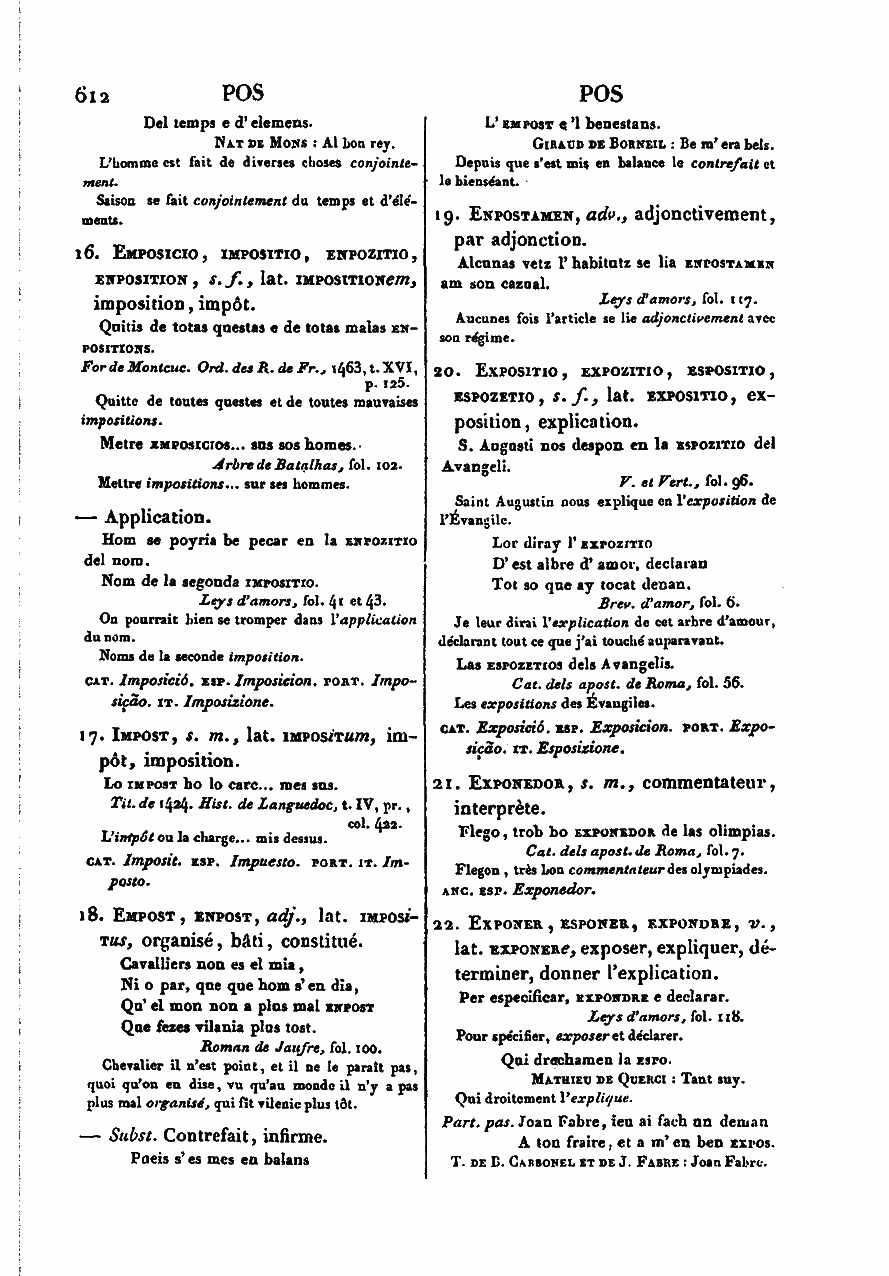 612 POS POS
Del temps e d'elemens.
NAT DE MONS : Al bon rey.
L'homme est fait de diverses choses conjointe-
ment.
Saison se fait conjointement du temps et d'élé-
ments.
16. EMPOSICIO, IMPOSITIO, ENPOZITIO,
ENPOSITION, s. f., lat. IMPOSITIONem,
imposition, impôt.
Quitis de totas questas e de totas malas EN-
POSITIONS.
For de Montcuc. Ord. des R. de Fr., 1463, t. XVI,
p. 125.
Quitte de toutes questes et de toutes mauvaises
impositions.
Metre EMPOSICIOS... sus sos homes.
Arbre de Batalhas, fol. 102.
Mettre impositions... sur ses hommes.
— Application.
Hom se poyria be pecar en la ENPOZITIO
del nom.
Nom de la segonda IMPOSITIO.
Leys d'amors, fol. 41 et 43.
On pourrait bien se tromper dans l'application
du nom.
Noms de la seconde imposition.
CAT. Imposició. ESP. Imposicion. PORT. Impo-
sição. IT. Imposizione.
17. IMPOST, s. m., lat. IMPOSITum, im-
pôt, imposition.
Lo IMPOST ho lo carc... mes sus.
Tit. de 1424. Hist. de Languedoc, t. IV, pr.,
col. 422.
L'impôt ou la charge... mis dessus.
CAT. Imposit. ESP. Impuesto. PORT. IT. Im-
posto.
18. EMPOST, ENPOST, adj., lat. IMPOSI-
TUS, organisé, bâti, constitué.
Cavalliers non es el mia,
Ni o par, que que hom s'en dia,
Qu'el mon non a plus mal ENPOST
Que fezes vilania plus tost.
Roman de Jaufre, fol. 100.
Chevalier il n'est point, et il ne le paraît pas,
quoi qu'on en dise, vu qu'au monde il n'y a pas
plus mal organisé, qui fît vilenie plus tôt.
— Subst. Contrefait, infirme.
Pueis s'es mes en balans
L'EMPOST e 'l benestans.
GIRAUD DE BORNEIL : Be m'era bels.
Depuis que s'est mis en balance le contrefait et
le bienséant.
19. ENPOSTAMEN, adv., adjonctivement,
par adjonction.
Alcunas vetz l'habitutz se lia ENPOSTAMEN
am son cazual.
Leys d'amors, fol. 117.
Aucunes fois l'article se lie adjonctivement avec
son régime.
20. EXPOSITIO, EXPOZITIO, ESPOSITIO,
ESPOZETIO, s. f., lat. EXPOSITIO, ex-
position, explication.
S. Augusti nos despon en la ESPOZITIO del
Avangeli.
V. et Vert., fol. 96.
Saint Augustin nous explique en l'exposition de
l'Évangile.
Lor diray l'EXPOZITIO
D'est albre d'amor, declaran
Tot so que ay tocat denan.
Brev. d'amor, fol. 6.
Je leur dirai l'explication de cet arbre d'amour,
déclarant tout ce que j'ai touché auparavant.
Las ESPOZETIOS dels Avangelis.
Cat. dels apost. de Roma, fol. 56.
Les expositions des Évangiles.
CAT. Exposició. ESP. Exposicion. PORT. Expo-
sição. IT. Esposizione.
21. EXPONEDOR, s. m., commentateur,
interprète.
Flego, trob bo EXPONEDOR de las olimpias.
Cat. dels apost. de Roma, fol. 7.
Flegon, très bon commentateur des olympiades.
ANC. ESP. Exponedor.
22. EXPONER, ESPONER, EXPONDRE, v.,
lat. EXPONERe, exposer, expliquer, dé-
terminer, donner l'explication.
Per especificar, EXPONDRE e declarar.
Leys d'amors, fol. 118.
Pour spécifier, exposer et déclarer.
Qui drechamen la ESPO.
MATHIEU DE QUERCI : Tant suy.
Qui droitement l'explique.
Part. pas. Joan Fabre, ieu ai fach un deman
A ton fraire, et a m'en ben EXPOS.
T. DE B. CARBONEL ET DE J. FABRE : Joan Fabre.